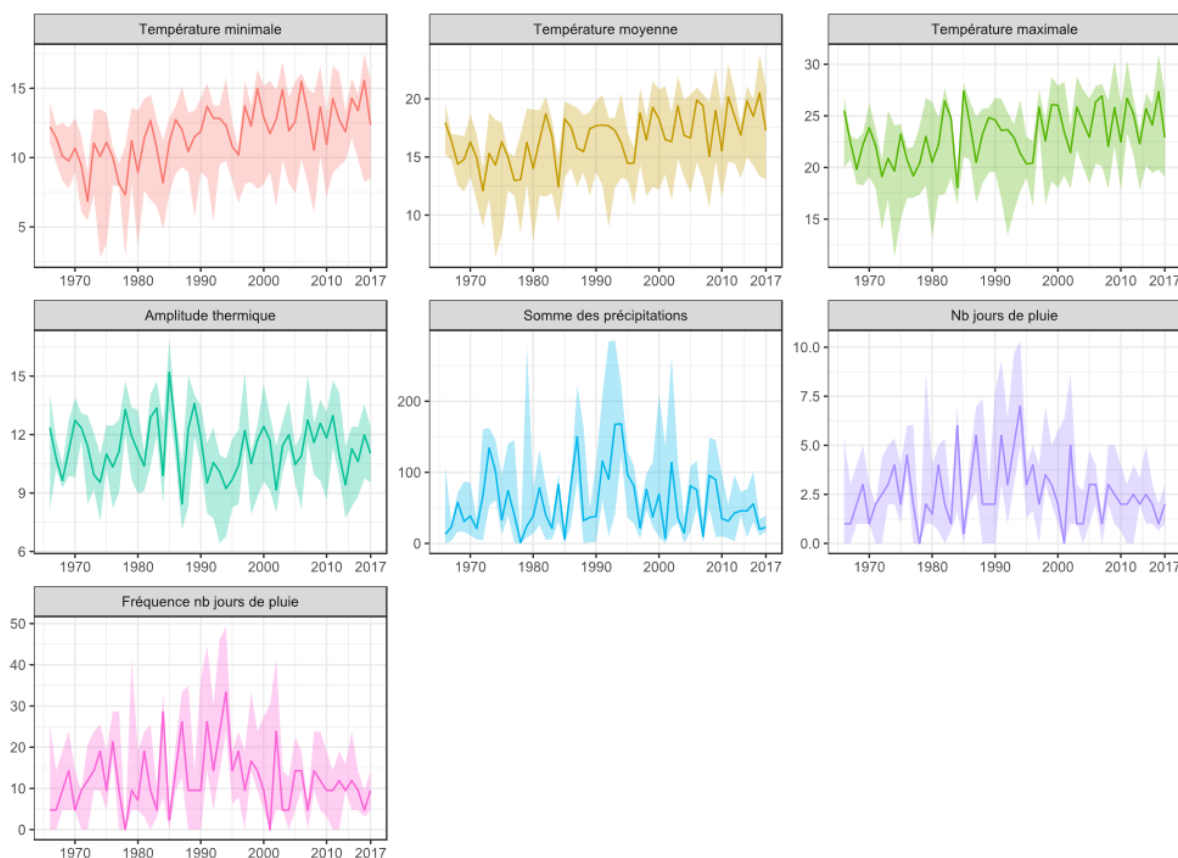 Température minimale
15
10
5
1970 1980 1990 2000 2010 2017
Température moyenne
20
15
10
1970 1980 1990 2000 2010 2017
Température maximale
30
25
20
15
1970 1980 1990 2000 2010 2017
Amplitude thermique
15
12
9
6
1970 1980 1990 2000 2010 2017
Somme des précipitations
200
100
0
1970 1980 1990 2000 2010 2017
Nb jours de pluie
10.0
7.5
5.0
2.5
0.0
1970 1980 1990 2000 2010 2017
Fréquence nb jours de pluie
50
40
30
20
10
0
1970 1980 1990 2000 2010 2017